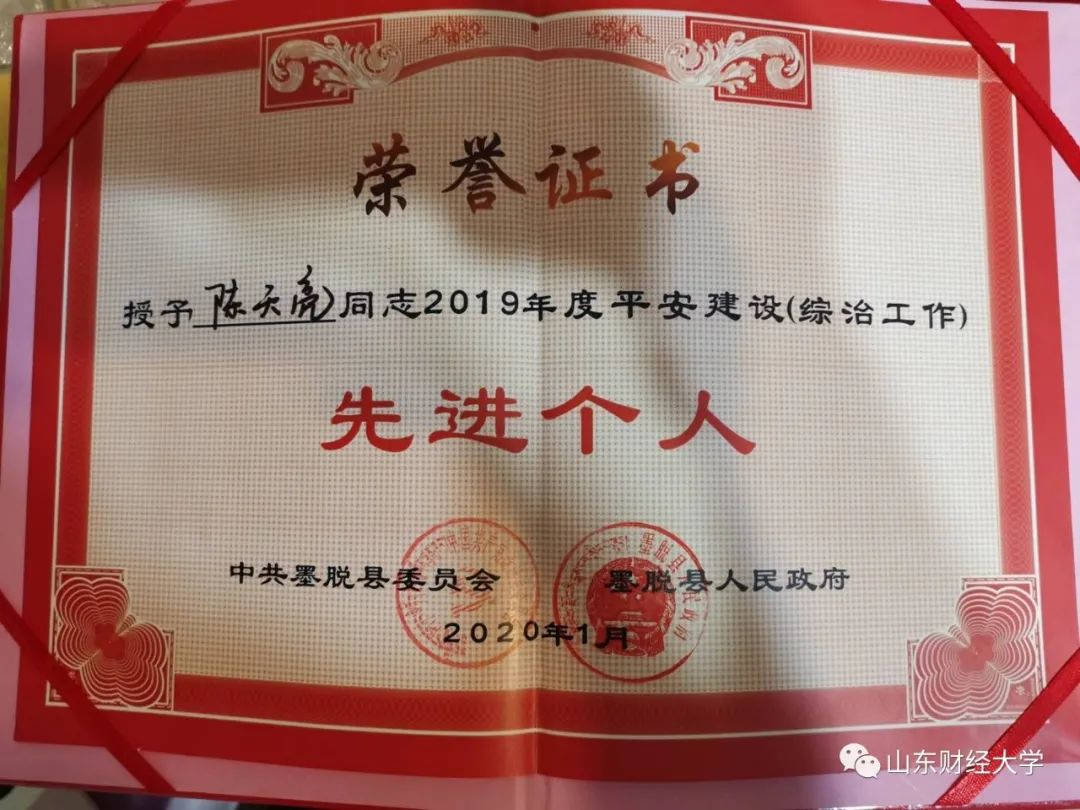 荣誉证书
授予 陈天亮 同志2019年度平安建设(综治工作)
先进个人
中共墨脱县委员会 墨脱县人民政府
2020年1月
山东财经大学